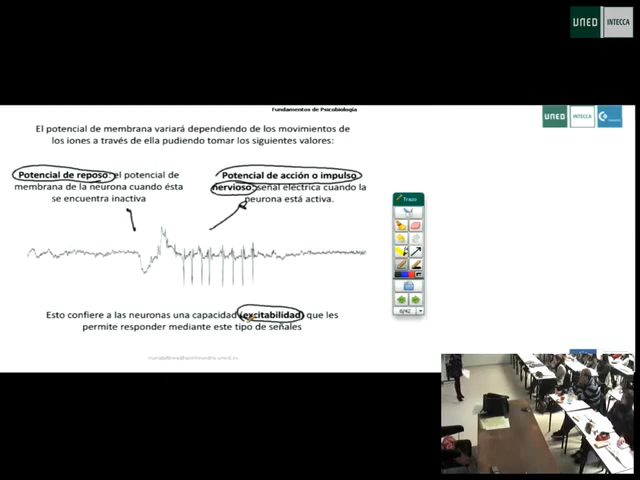 UNED
INTECCA
Fundamentos de Psicobiología
UNED
INTECCA
El potencial de membrana variará dependiendo de los movimientos de
los iones a través de ella pudiendo tomar los siguientes valores:
Potencial de reposo: el potencial de
membrana de la neurona cuando ésta
se encuentra inactiva
Potencial de acción o impulso
nervioso: señal eléctrica cuando la
neurona está activa.
Trazo
8/42
Esto confiere a las neuronas una capacidad (excitabilidad) que les
permite responder mediante este tipo de señales